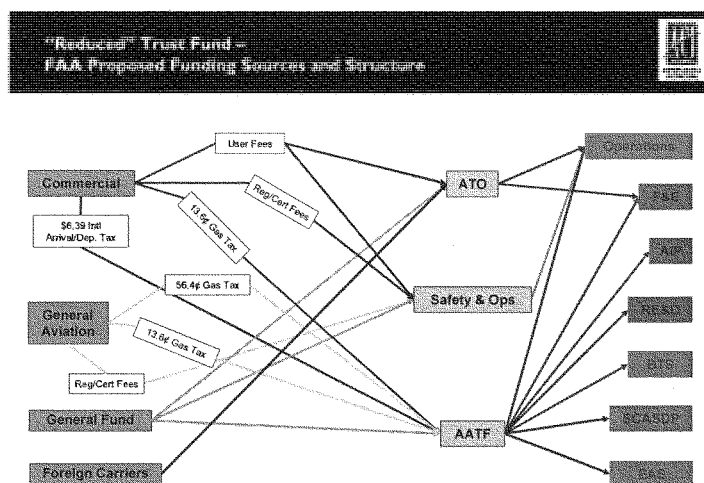 "Reduced" Trust Fund –
FAA Proposed Funding Sources and Structure
User Fees
Operations
Commercial
ATO
F&E
Reg/Cert Fees
13.6¢ Gas Tax
$6.39 Intl
Arrival/Dep. Tax
AIP
56.4¢ Gas Tax
Safety & Ops
General
Aviation
RE&D
13.6¢ Gas Tax
BTS
Reg/Cert Fees
General Fund
AATF
SCASDP
Foreign Carriers
EAS